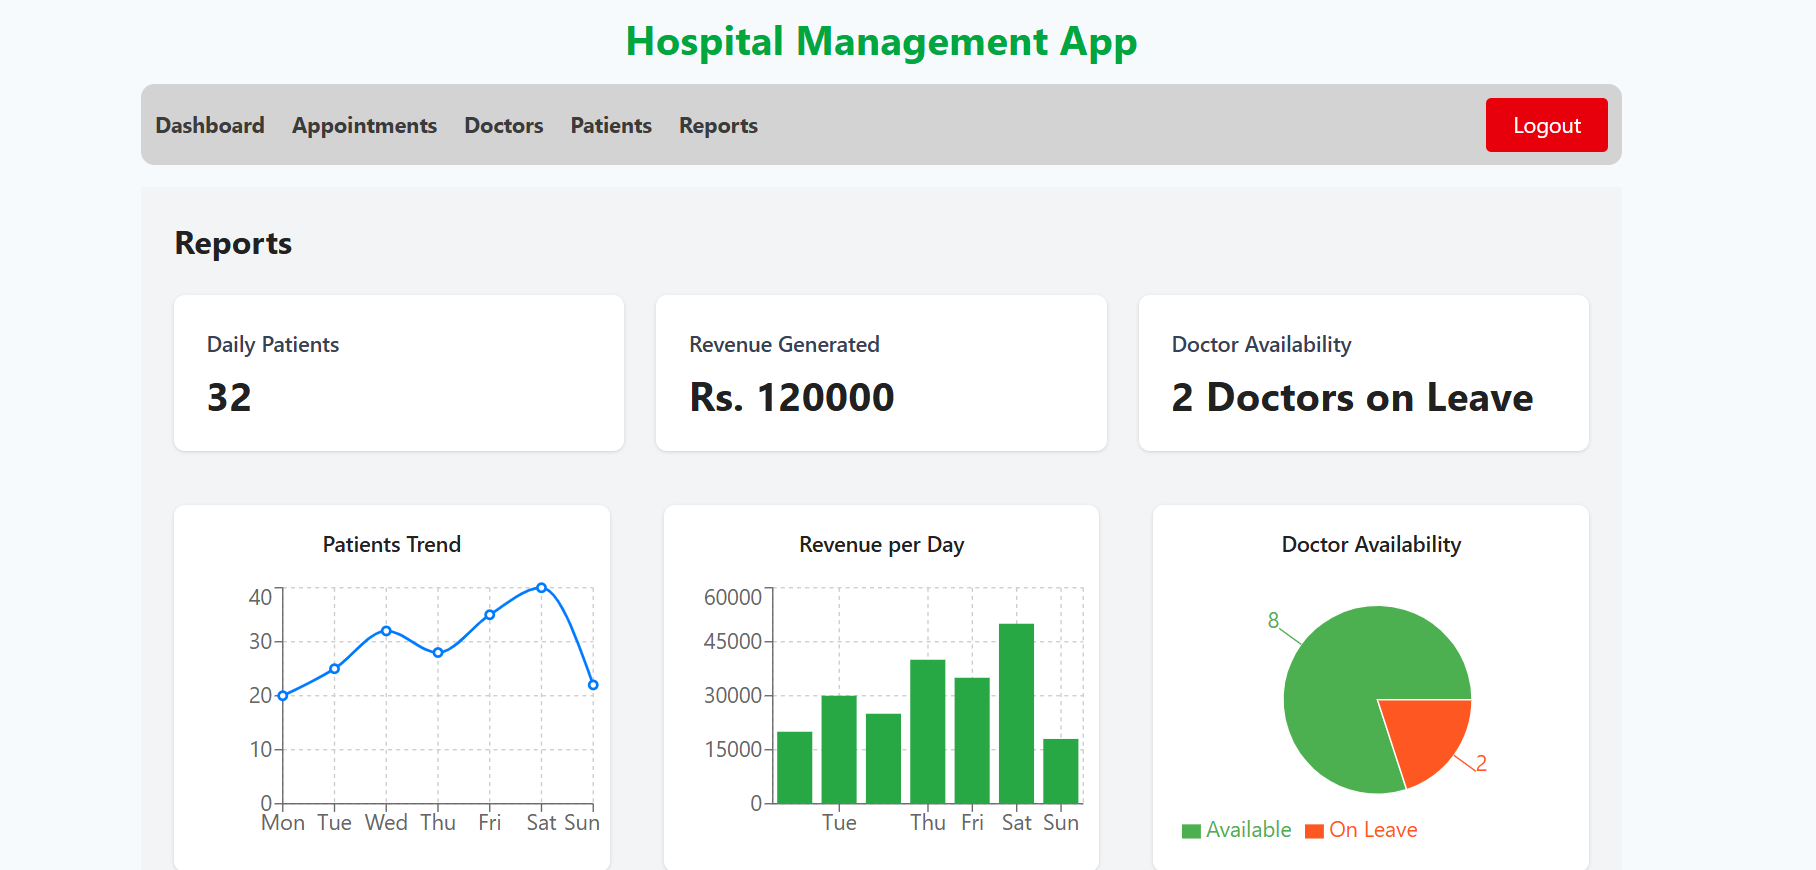 Hospital Management App
Dashboard Appointments Doctors Patients Reports Logout
Reports
Daily Patients
32
Revenue Generated
Rs. 120000
Doctor Availability
2 Doctors on Leave
Patients Trend
40
30
20
10
0
Mon Tue Wed Thu Fri Sat Sun
Revenue per Day
60000
45000
30000
15000
0
Tue Thu Fri Sat Sun
Doctor Availability
8
2
Available On Leave